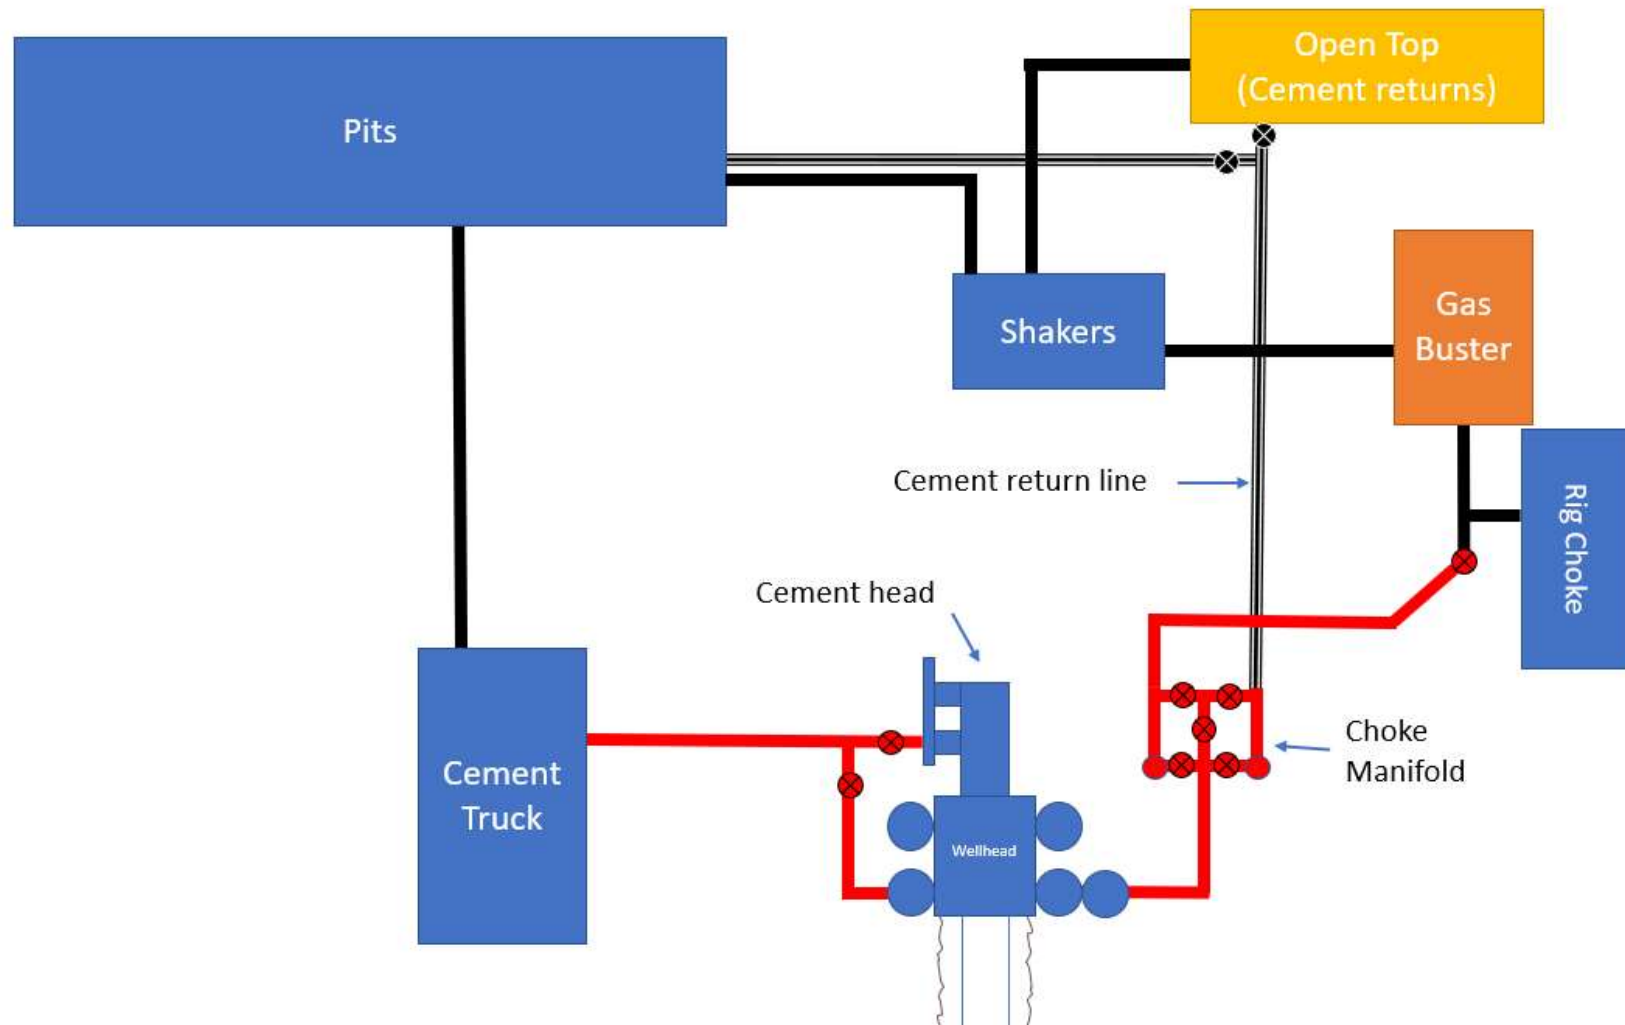 Open Top
(Cement returns)
Pits
Gas
Buster
Shakers
Cement return line
Rig Choke
Cement head
Choke
Manifold
Cement
Truck
Wellhead